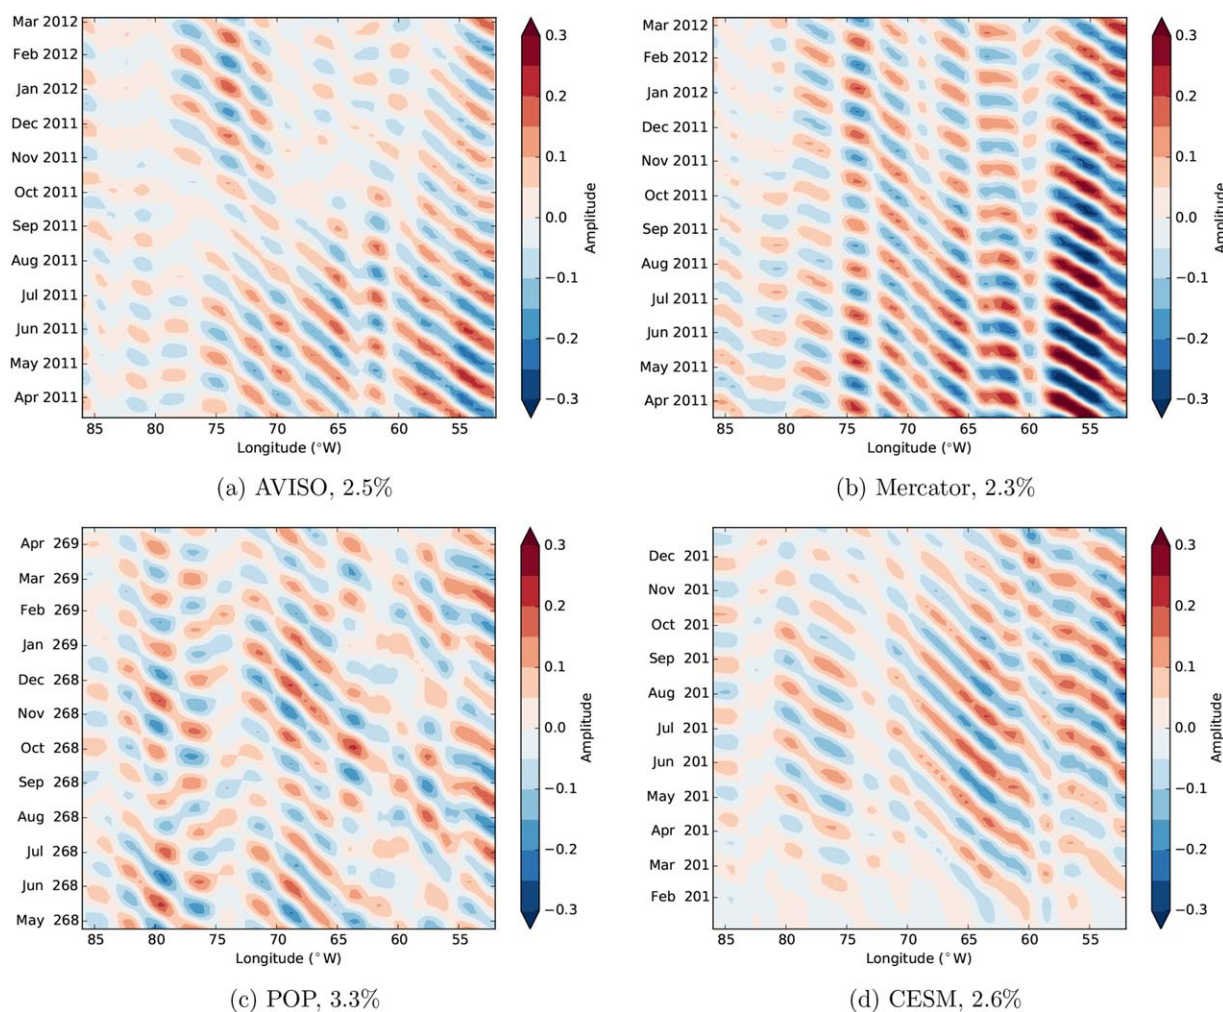 Mar 2012
Feb 2012
Jan 2012
Dec 2011
Nov 2011
Oct 2011
Sep 2011
Aug 2011
Jul 2011
Jun 2011
May 2011
Apr 2011
85 80 75 70 65 60 55
Longitude (°W)
0.3
0.2
0.1
0.0
−0.1
−0.2
−0.3
Amplitude
(a) AVISO, 2.5%
Mar 2012
Feb 2012
Jan 2012
Dec 2011
Nov 2011
Oct 2011
Sep 2011
Aug 2011
Jul 2011
Jun 2011
May 2011
Apr 2011
85 80 75 70 65 60 55
Longitude (°W)
0.3
0.2
0.1
0.0
−0.1
−0.2
−0.3
Amplitude
(b) Mercator, 2.3%
Apr 269
Mar 269
Feb 269
Jan 269
Dec 268
Nov 268
Oct 268
Sep 268
Aug 268
Jul 268
Jun 268
May 268
85 80 75 70 65 60 55
Longitude (°W)
0.3
0.2
0.1
0.0
−0.1
−0.2
−0.3
Amplitude
(c) POP, 3.3%
Dec 201
Nov 201
Oct 201
Sep 201
Aug 201
Jul 201
Jun 201
May 201
Apr 201
Mar 201
Feb 201
85 80 75 70 65 60 55
Longitude (°W)
0.3
0.2
0.1
0.0
−0.1
−0.2
−0.3
Amplitude
(d) CESM, 2.6%